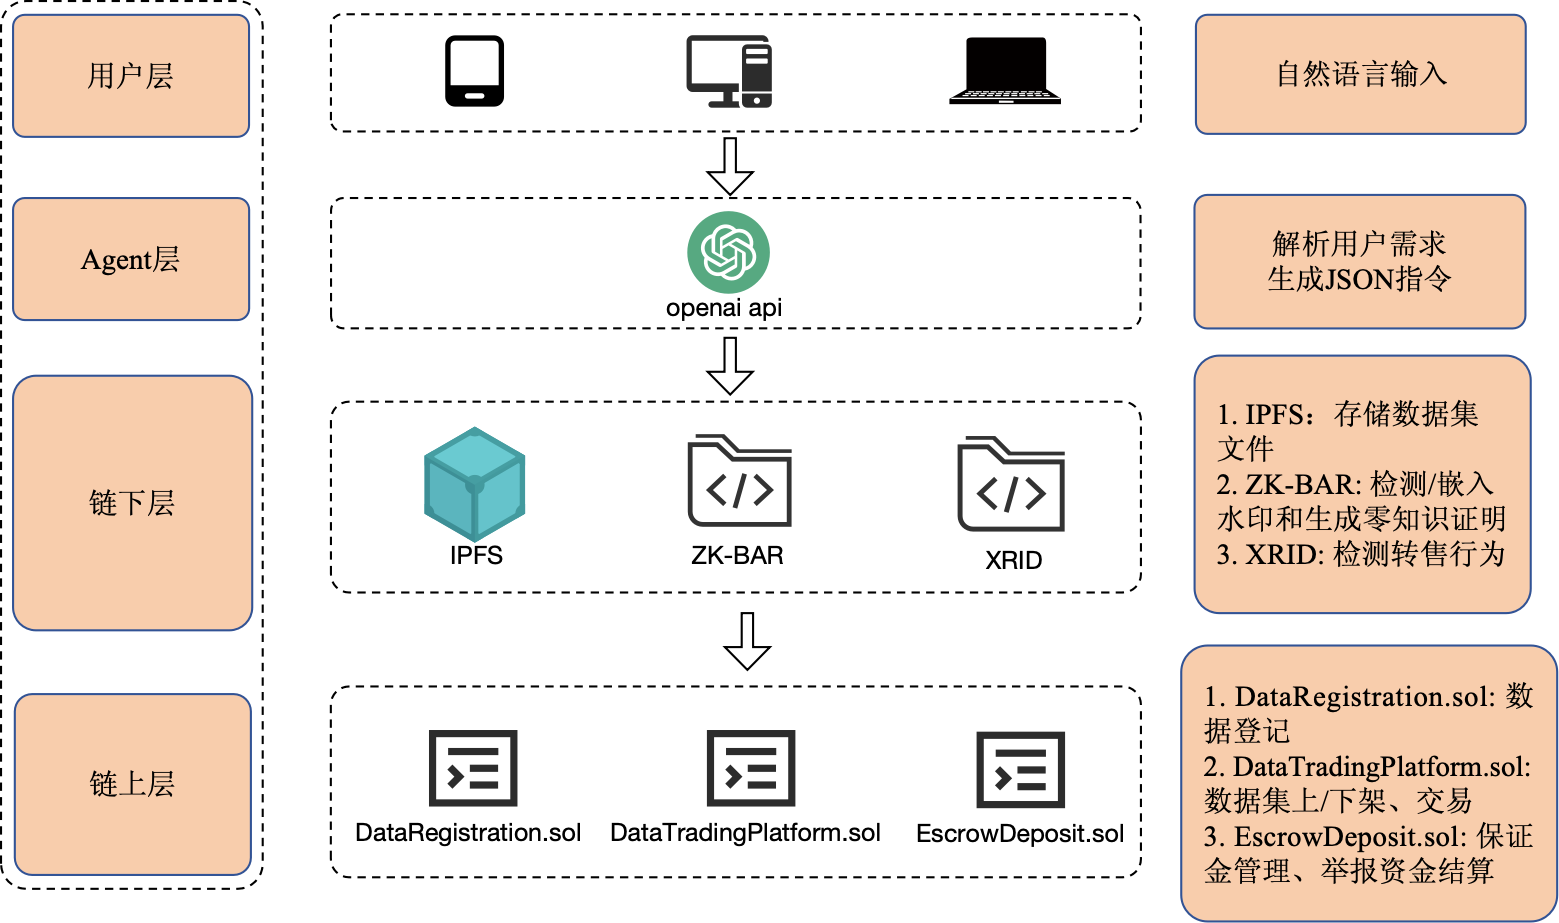 用户层
自然语言输入
Agent层
openai api
解析用户需求
生成JSON指令
链下层
IPFS
ZK-BAR
XRID
1. IPFS：存储数据集
文件
2. ZK-BAR: 检测/嵌入
水印和生成零知识证明
3. XRID: 检测转售行为
链上层
DataRegistration.sol
DataTradingPlatform.sol
EscrowDeposit.sol
1. DataRegistration.sol: 数
据登记
2. DataTradingPlatform.sol:
数据集上/下架、交易
3. EscrowDeposit.sol: 保证
金管理、举报资金结算